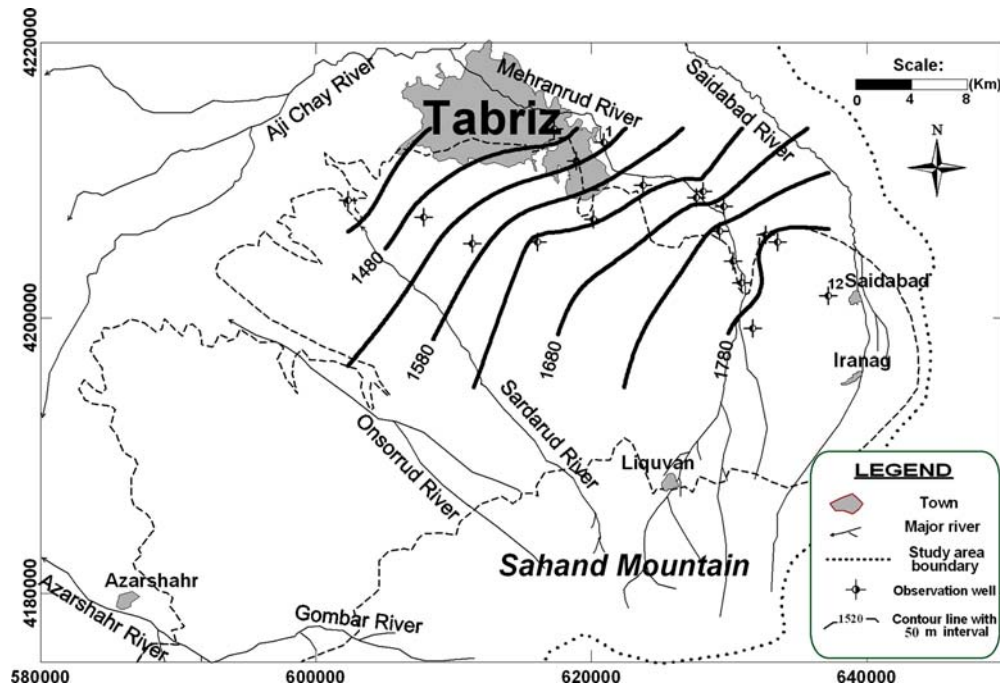 4220000
4200000
4180000
580000
600000
620000
640000
Scale:
(Km)
0 4 8
N
Aji Chay River
Mehranrud River
Saidabad River
Tabriz
1
1480
1580
1680
1780
12
Saidabad
Iranag
Sardarud River
Onsorrud River
Liquvan
Sahand Mountain
Azarshahr
Azarshahr River
Gombar River
LEGEND
Town
Major river
Study area
boundary
Observation well
1520
Contour line with
50 m interval